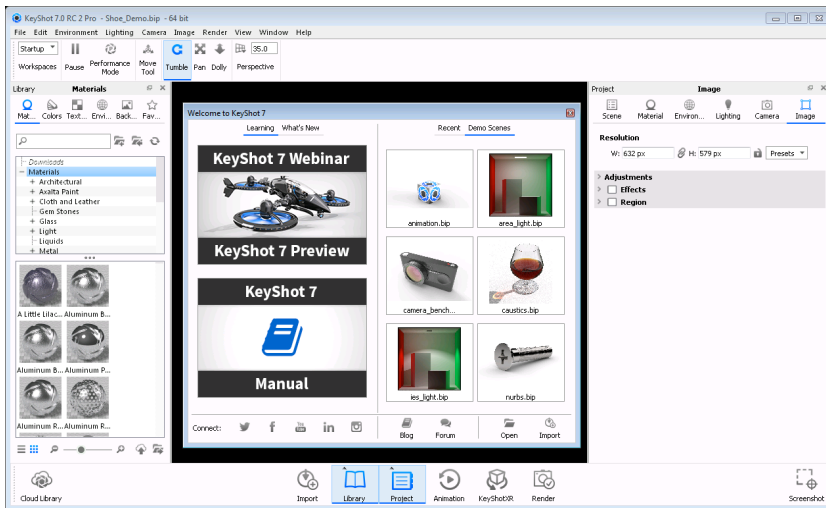 KeyShot 7.0 RC 2 Pro - Shoe_Demo.bip - 64 bit
File Edit Environment Lighting Camera Image Render View Window Help
Startup 35.0
Workspaces Pause Performance Mode Move Tool Tumble Pan Dolly Perspective
Library Materials
Mat... Colors Text... Envi... Back... Fav...
Downloads
Materials
Architectural
Axalta Paint
Cloth and Leather
Gem Stones
Glass
Light
Liquids
Metal
A Little Lilac... Aluminum B...
Aluminum B... Aluminum P...
Aluminum R... Aluminum R...
Welcome to KeyShot 7
Learning What's New
KeyShot 7 Webinar
KeyShot 7 Preview
KeyShot 7
Manual
Recent Demo Scenes
animation.bip area_light.bip
camera_bench... caustics.bip
ies_light.bip nurbs.bip
Connect: You Tube
Blog Forum Open Import
Project Image
Scene Material Environ... Lighting Camera Image
Resolution
W: 632 px H: 579 px Presets
Adjustments
Effects
Region
Cloud Library Import Library Project Animation KeyShotXR Render Screenshot